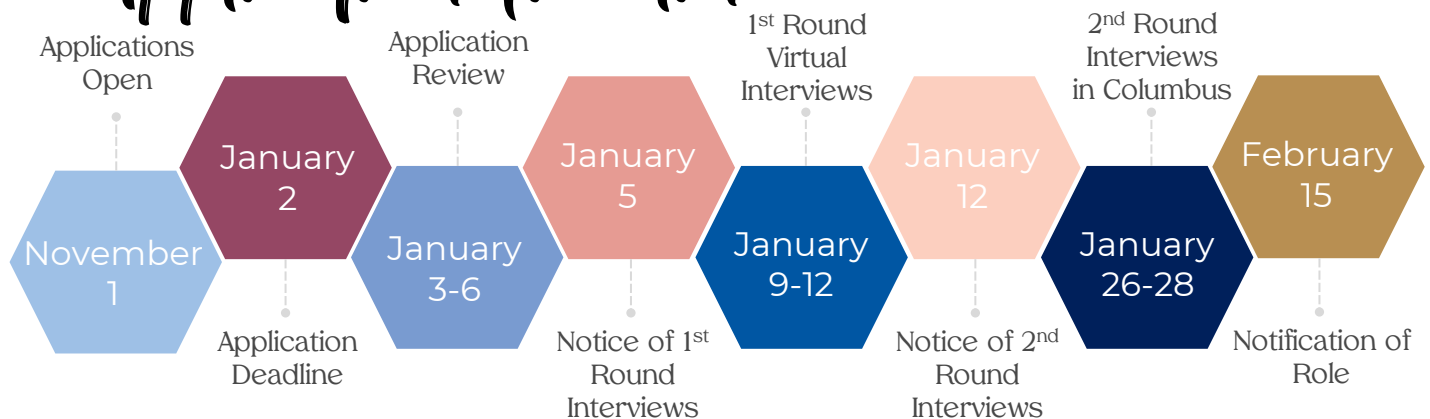 Applications
Open
November
1
January
2
Application
Deadline
Application
Review
January
3-6
January
5
Notice of 1st
Round
Interviews
1st Round
Virtual
Interviews
January
9-12
January
12
Notice of 2nd
Round
Interviews
2nd Round
Interviews
in Columbus
January
26-28
February
15
Notification of
Role